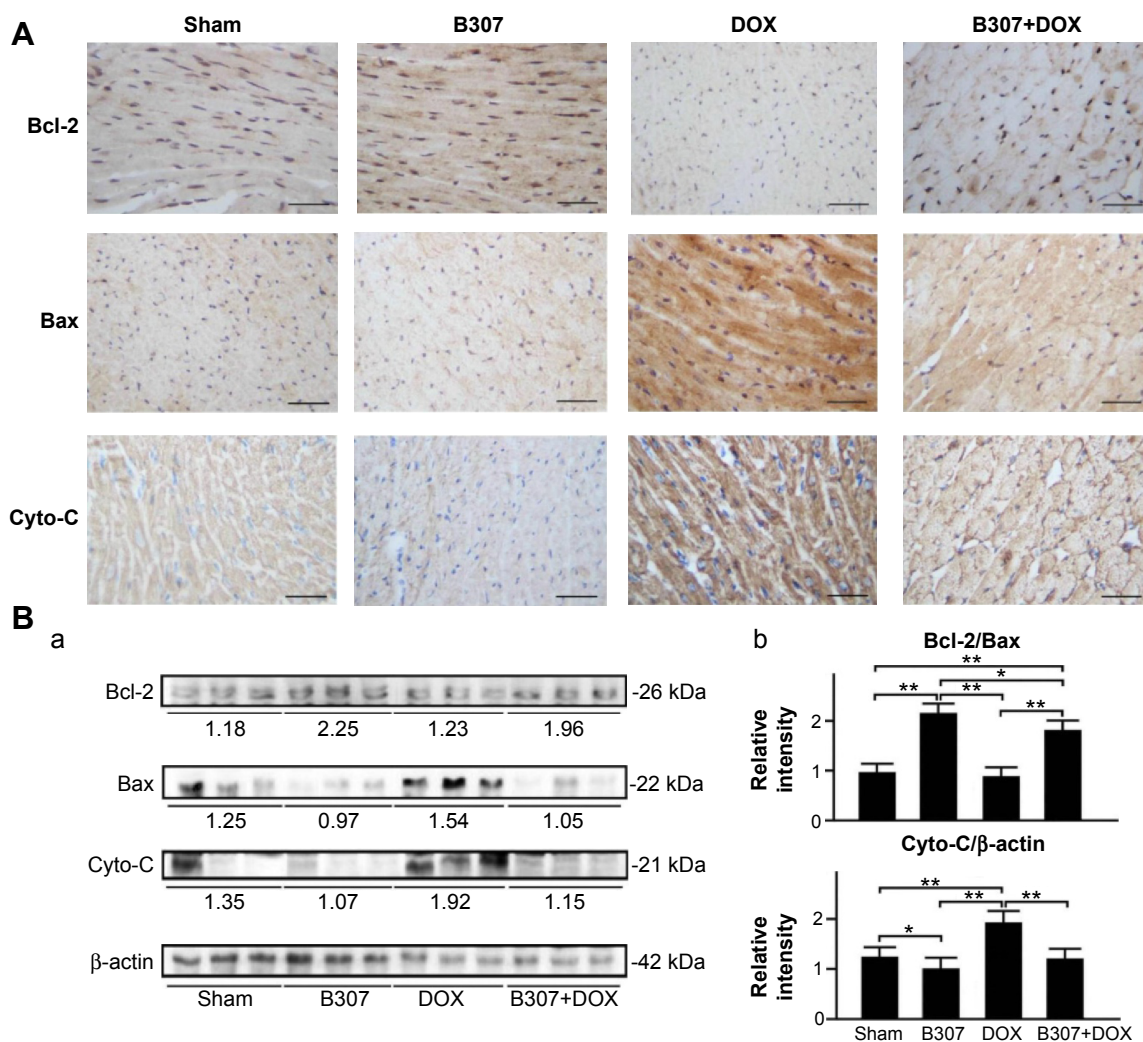 A
Sham B307 DOX B307+DOX
Bcl-2
Bax
Cyto-C
B
a
Bcl-2 -26 kDa
1.18 2.25 1.23 1.96
Bax -22 kDa
1.25 0.97 1.54 1.05
Cyto-C -21 kDa
1.35 1.07 1.92 1.15
β-actin -42 kDa
Sham B307 DOX B307+DOX
b
Bcl-2/Bax
**
*
** **
**
2
1
0
Relative
intensity
Cyto-C/β-actin
**
** **
*
2
1
0
Relative
intensity
Sham B307 DOX B307+DOX